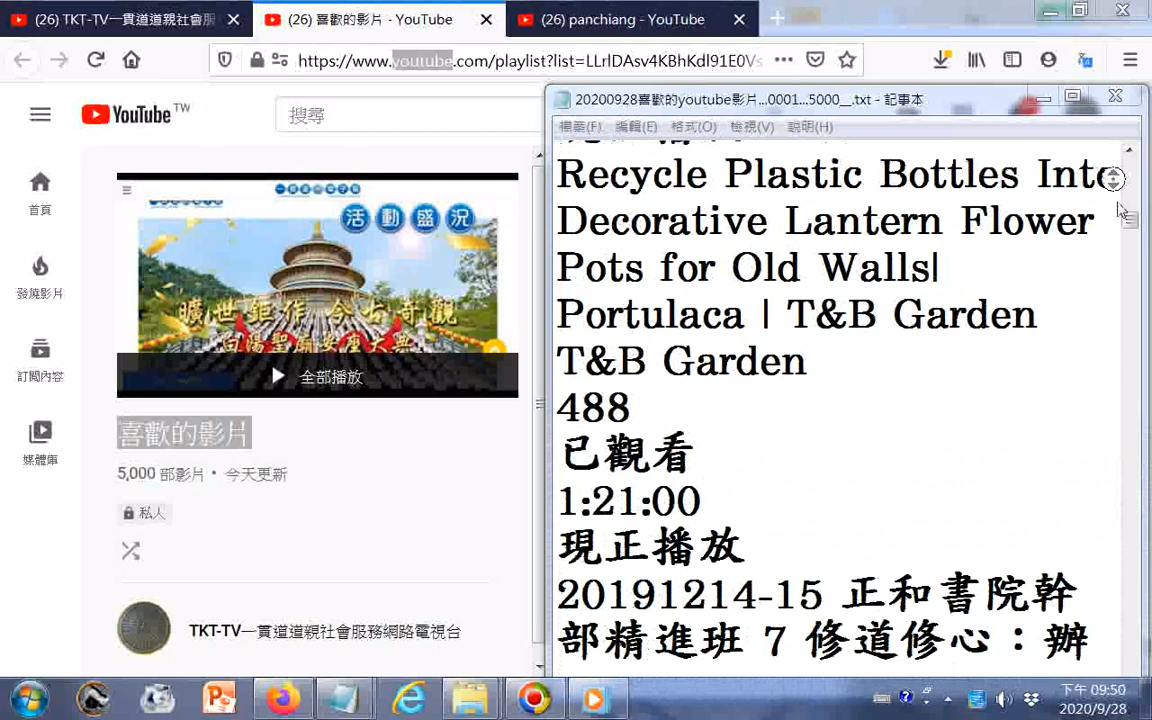 (26) TKT-TV一貫道道親社會服
(26) 喜歡的影片 - YouTube
(26) panchiang - YouTube
https://www.youtube.com/playlist?list=LLrlDAsv4KBhKdl91E0Vs
YouTube TW
搜尋
首頁
發燒影片
訂閱內容
媒體庫
活動盛況
曠世鉅作 今古奇觀
全部播放
喜歡的影片
5,000 部影片・今天更新
私人
TKT-TV一貫道道親社會服務網路電視台
20200928喜歡的youtube影片...0001...5000__.txt - 記事本
檔案(F) 編輯(E) 格式(O) 檢視(V) 說明(H)
Recycle Plastic Bottles Into
Decorative Lantern Flower
Pots for Old Walls|
Portulaca | T&B Garden
T&B Garden
488
已觀看
1:21:00
現正播放
20191214-15 正和書院幹
部精進班 7 修道修心：辦
下午 09:50
2020/9/28